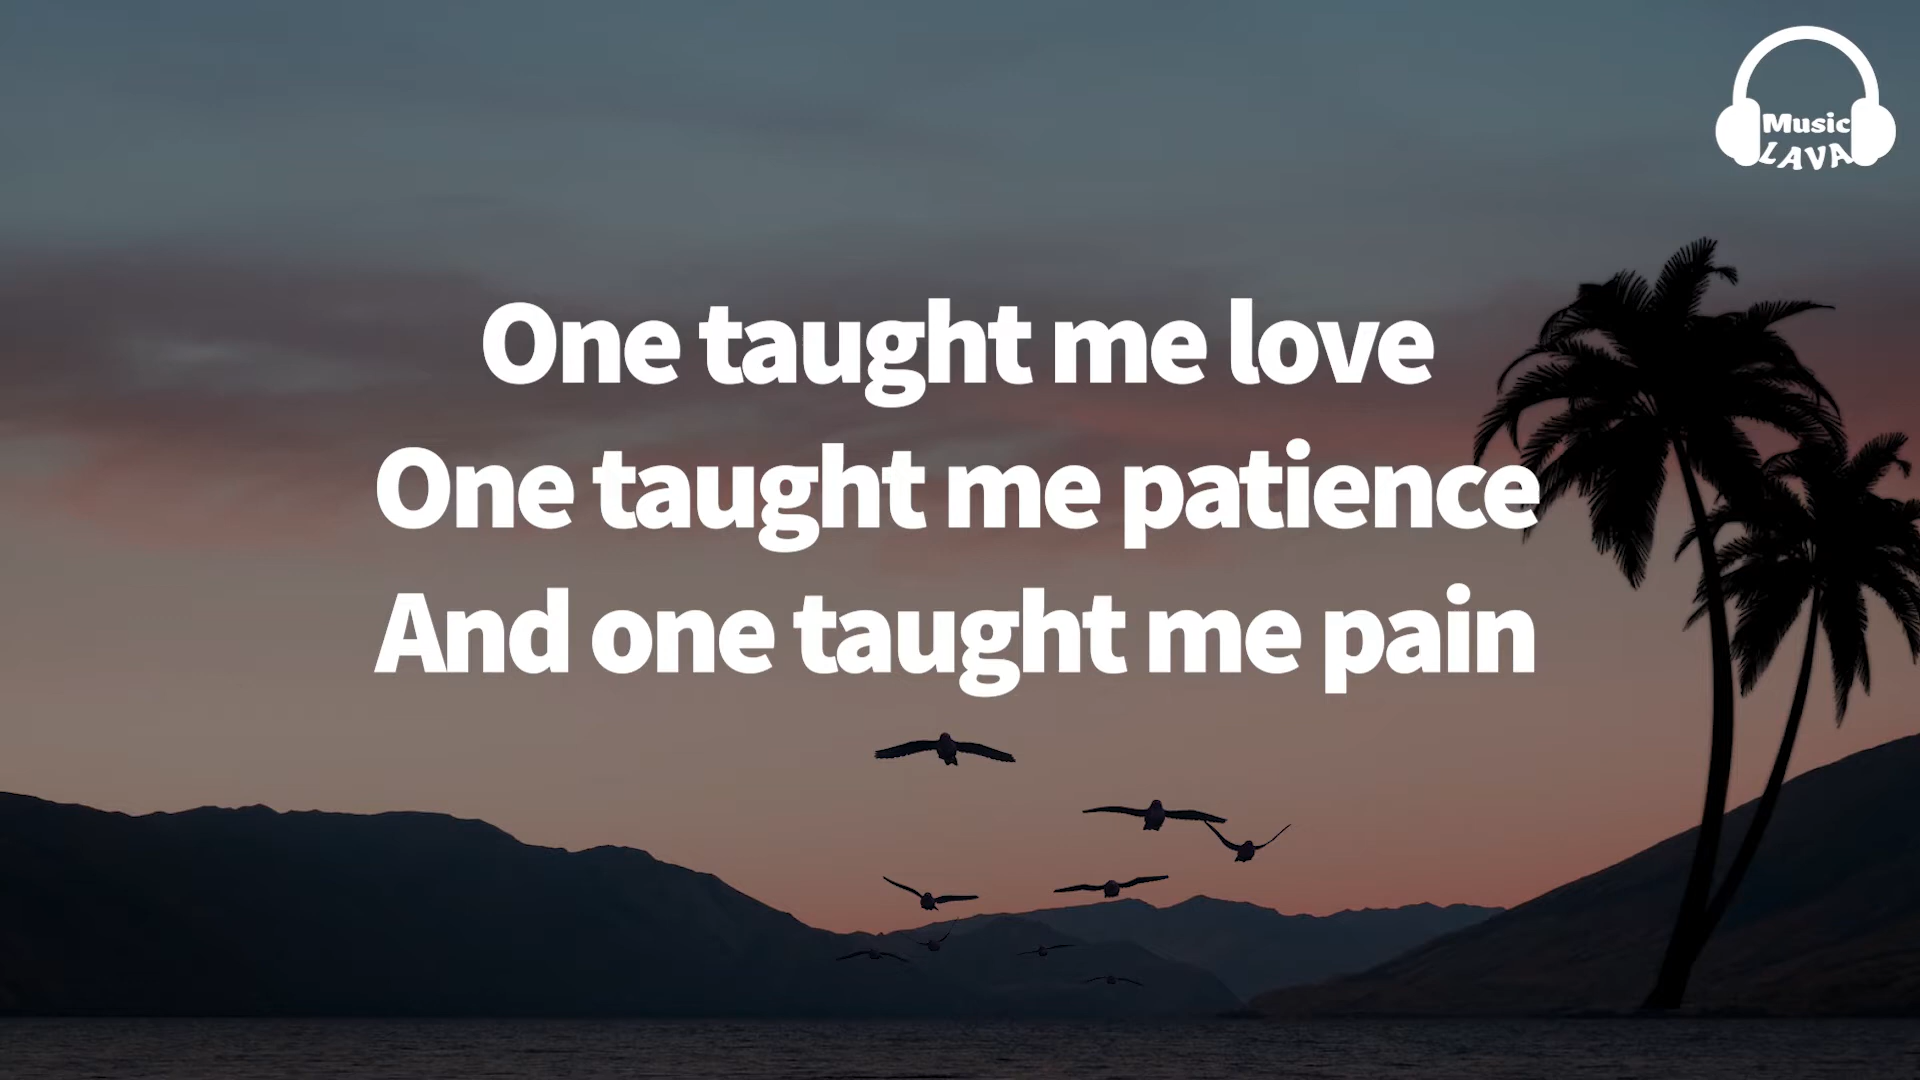 Music
LAVA
One taught me love
One taught me patience
And one taught me pain